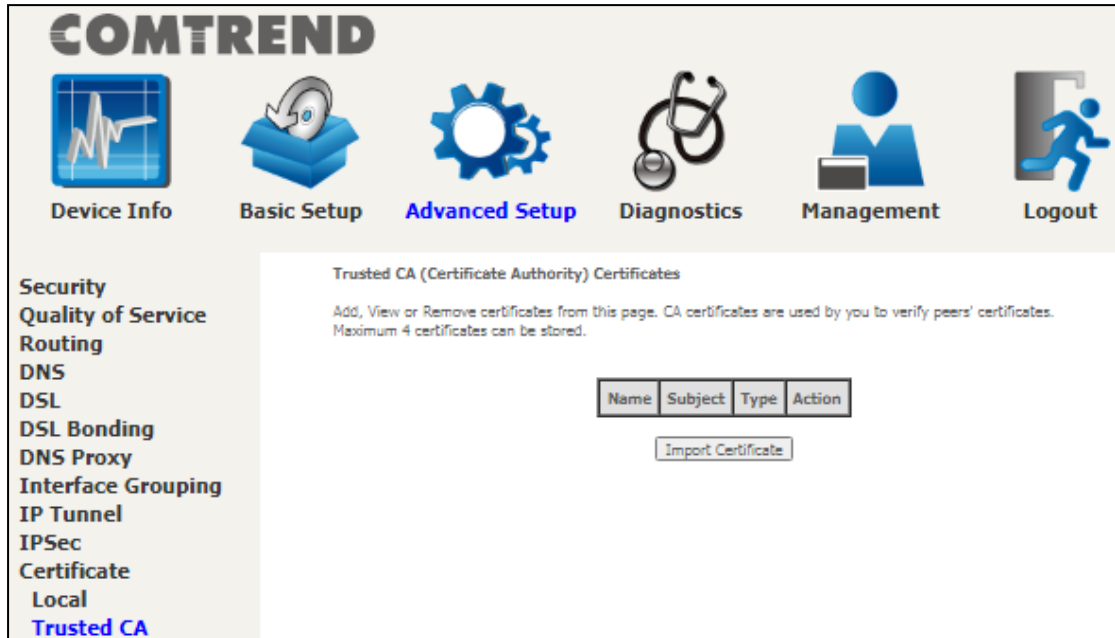 COMTREND
Device Info Basic Setup Advanced Setup Diagnostics Management Logout
Security
Quality of Service
Routing
DNS
DSL
DSL Bonding
DNS Proxy
Interface Grouping
IP Tunnel
IPSec
Certificate
Local
Trusted CA
Trusted CA (Certificate Authority) Certificates
Add, View or Remove certificates from this page. CA certificates are used by you to verify peers' certificates.
Maximum 4 certificates can be stored.
Name Subject Type Action
Import Certificate